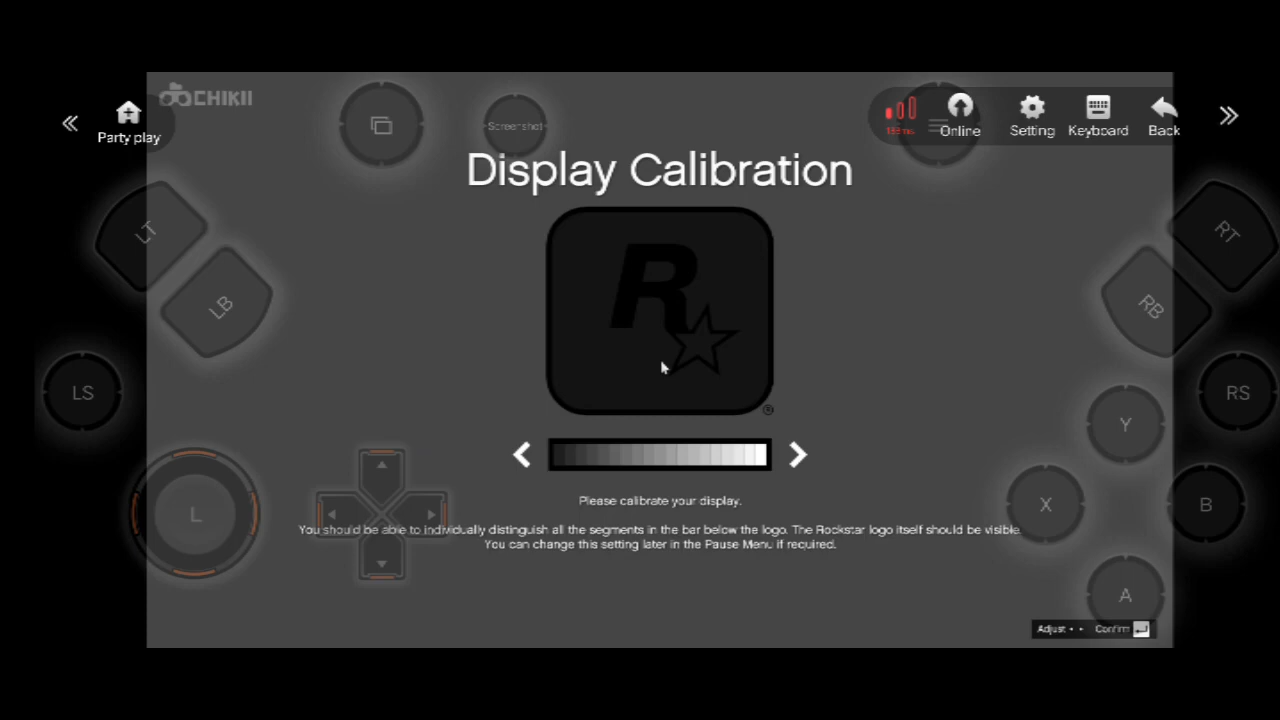 CHIKII
Party play
Screenshot
Online
Setting
Keyboard
Back
Display Calibration
LT
RT
LB
RB
R
®
LS
RS
Y
L
X
B
Please calibrate your display.
You should be able to individually distinguish all the segments in the bar below the logo. The Rockstar logo itself should be visible.
You can change this setting later in the Pause Menu if required.
A
Adjust Confirm